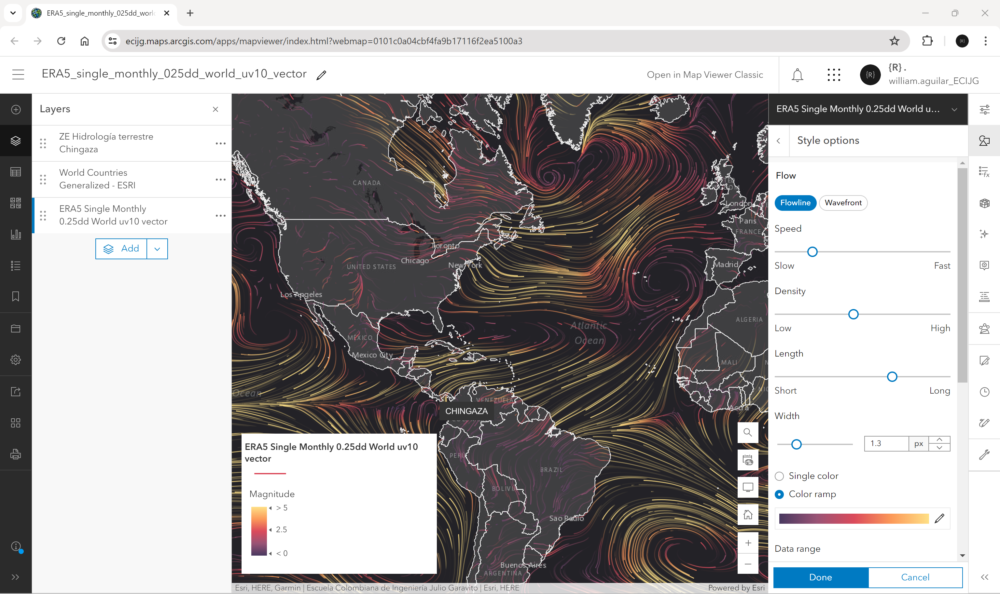 ERA5_single_monthly_025dd_worl
ecijg.maps.arcgis.com/apps/mapviewer/index.html?webmap=0101c0a04cbf4fa9b17116f2ea5100a3
{R}
ERA5_single_monthly_025dd_world_uv10_vector
Open in Map Viewer Classic
{R}
{R} .
william.aguilar_ECIJG
Layers
ZE Hidrología terrestre
Chingaza
World Countries
Generalized - ESRI
ERA5 Single Monthly
0.25dd World uv10 vector
Add
CANADA
Toronto
Chicago
New York
UNITED STATES
Los Angeles
MÉXICO
Mexico City
Atlantic
Ocean
Ocean
UNITED
KINGDOM
London
Paris
FRANCE
Madrid
ALGERIA
MALI
Accra
VENEZUELA
CHINGAZA
COLOMBIA
PERÚ
BRAZIL
BOLIVIA
Sao Paulo
Buenos Aires
ARGENTINA
ERA5 Single Monthly 0.25dd World uv10
vector
Magnitude
> 5
2.5
< 0
Esri, HERE, Garmin | Escuela Colombiana de Ingeniería Julio Garavito | Esri, HERE
Powered by Esri
ERA5 Single Monthly 0.25dd World u...
Style options
Flow
Flowline
Wavefront
Speed
Slow
Fast
Density
Low
High
Length
Short
Long
Width
1.3
px
Single color
Color ramp
Data range
Done
Cancel